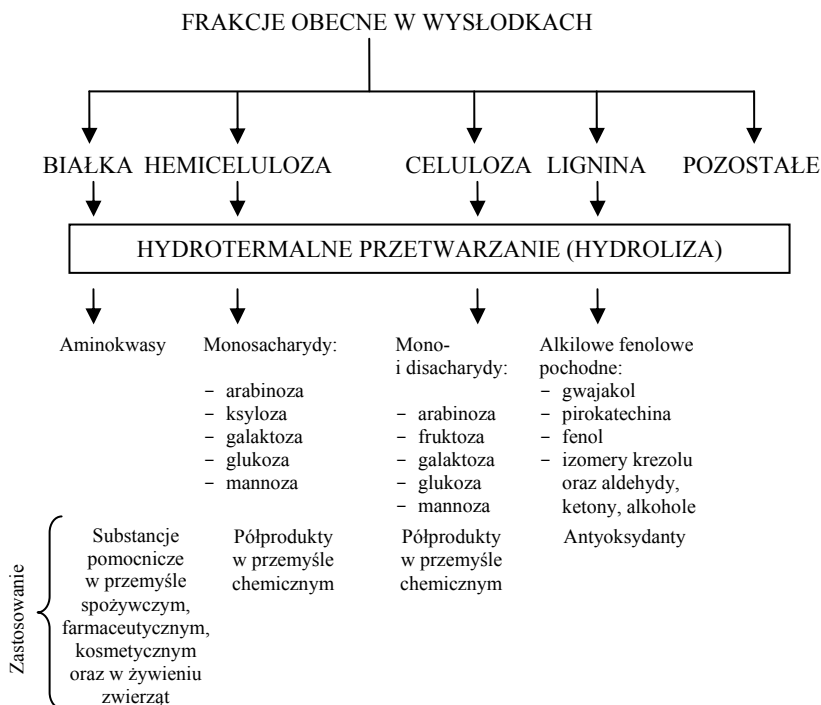 FRAKCJE OBECNE W WYSŁODKACH
BIAŁKA HEMICELULOZA CELULOZA LIGNINA POZOSTAŁE
HYDROTERMALNE PRZETWARZANIE (HYDROLIZA)
Aminokwasy
Monosacharydy:
– arabinoza
– ksyloza
– galaktoza
– glukoza
– mannoza
Mono-
i disacharydy:
– arabinoza
– fruktoza
– galaktoza
– glukoza
– mannoza
Alkilowe fenolowe
pochodne:
– gwajakol
– pirokatechina
– fenol
– izomery krezolu
oraz aldehydy,
ketony, alkohole
Zastosowanie
Substancje
pomocnicze
w przemyśle
spożywczym,
farmaceutycznym,
kosmetycznym
oraz w żywieniu
zwierząt
Półprodukty
w przemyśle
chemicznym
Półprodukty
w przemyśle
chemicznym
Antyoksydanty